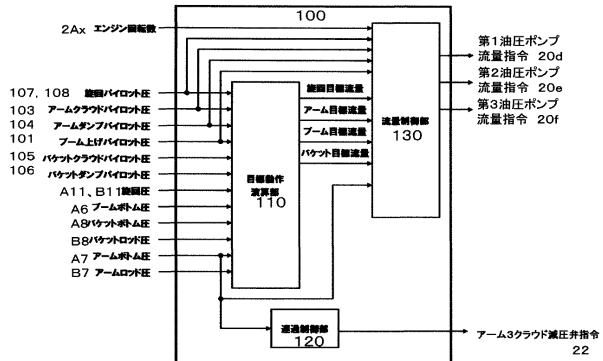 100
2Ax エンジン回転数
107, 108 旋回パイロット圧
103 アームクラウドパイロット圧
104 アームダンプパイロット圧
101 ブーム上げパイロット圧
105 バケットクラウドパイロット圧
106 バケットダンプパイロット圧
A11、B11旋回圧
A6 ブームボトム圧
A8バケットボトム圧
B8バケットロッド圧
A7 アームボトム圧
B7 アームロッド圧
目標動作
演算部
110
旋回目標流量
アーム目標流量
ブーム目標流量
バケット目標流量
流量制御部
130
第1油圧ポンプ
流量指令 20d
第2油圧ポンプ
流量指令 20e
第3油圧ポンプ
流量指令 20f
連通制御部
120
アーム3クラウド減圧弁指令
22